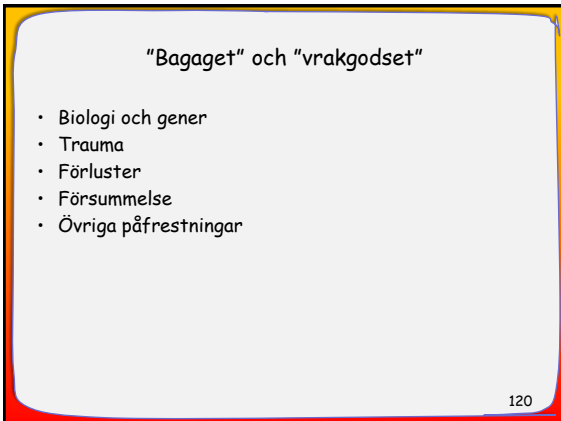 ”Bagaget” och ”vrakgodset”
• Biologi och gener
• Trauma
• Förluster
• Försummelse
• Övriga påfrestningar
120